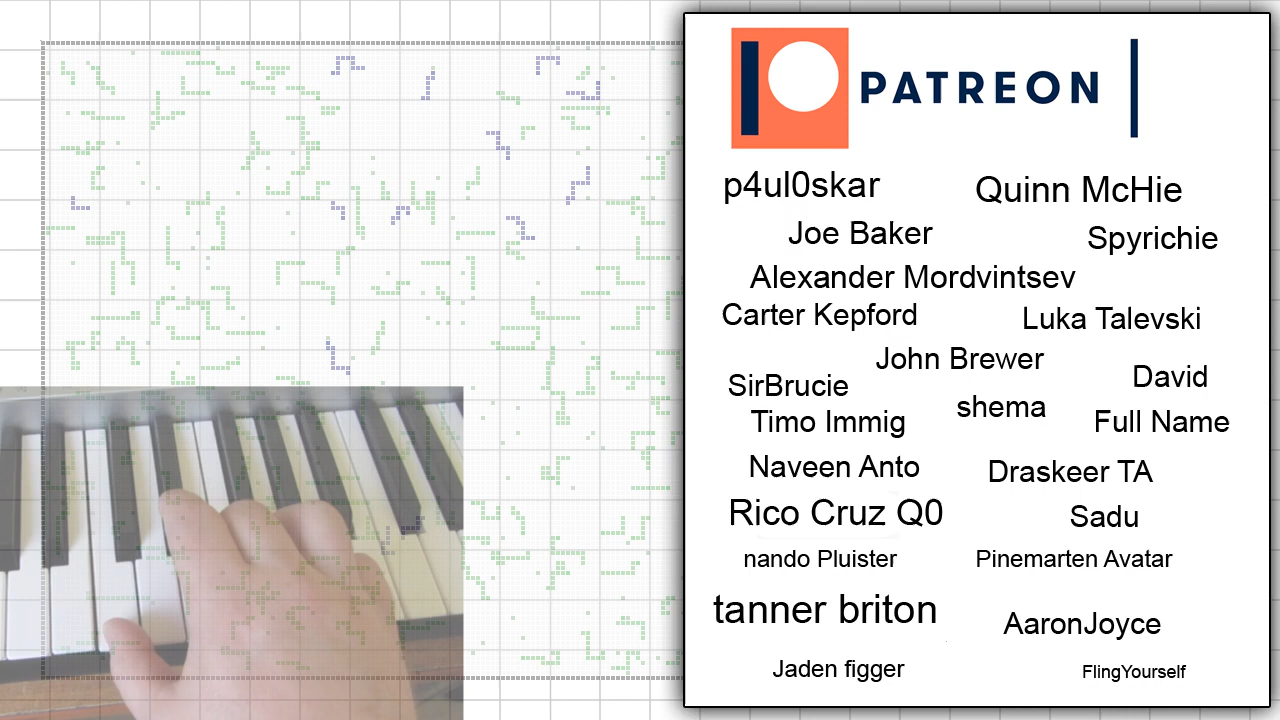 PATREON
p4ul0skar
Quinn McHie
Joe Baker
Spyrichie
Alexander Mordvintsev
Carter Kepford
Luka Talevski
John Brewer
SirBrucie
David
shema
Timo Immig
Full Name
Naveen Anto
Draskeer TA
Rico Cruz Q0
Sadu
nando Pluister
Pinemarten Avatar
tanner briton
AaronJoyce
Jaden figger
FlingYourself